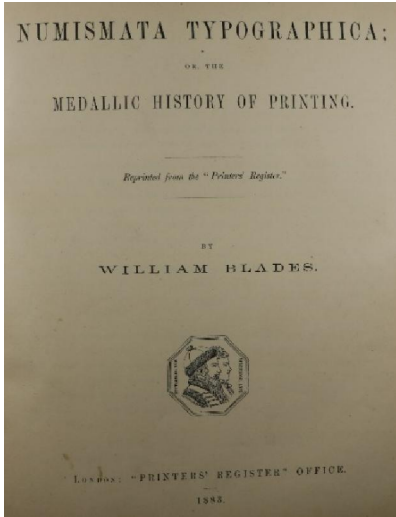 NUMISMATA TYPOGRAPHICA;
OR, THE
MEDALLIC HISTORY OF PRINTING.
Reprinted from the "Printers' Register."
BY
WILLIAM BLADES.
LONDON: "PRINTERS' REGISTER" OFFICE.
1883.